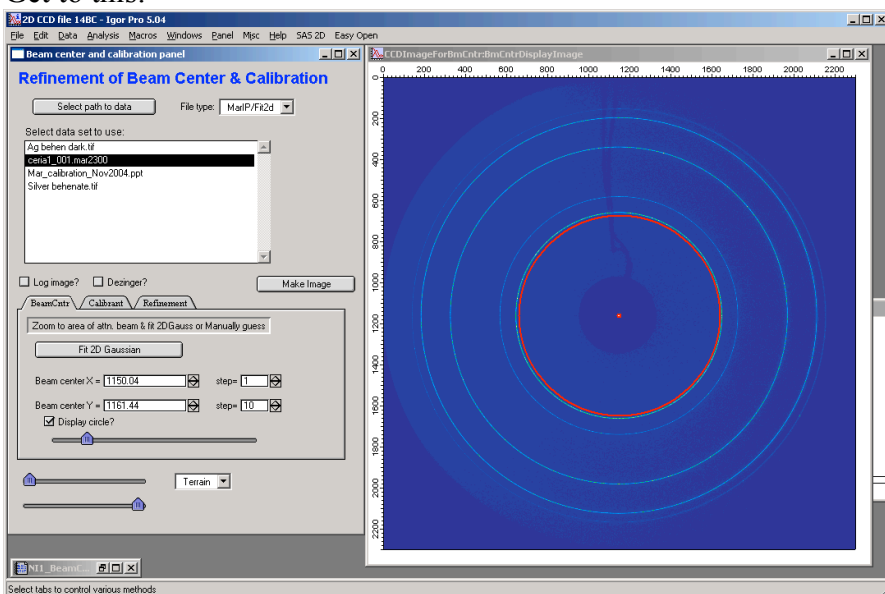 Get to this:
2D CCD file 14BC - Igor Pro 5.04
File Edit Data Analysis Macros Windows Panel Misc Help SAS 2D Easy Open
Beam center and calibration panel
Refinement of Beam Center & Calibration
Select path to data File type: MarIP/Fit2d
Select data set to use:
Ag behen dark.tif
ceria1_001.mar2300
Mar_calibration_Nov2004.ppt
Silver behenate.tif
Log image? Dezinger? Make Image
BeamCntr Calibrant Refinement
Zoom to area of attn. beam & fit 2DGauss or Manually guess
Fit 2D Gaussian
Beam center X = 1150.04 step= 1
Beam center Y = 1161.44 step= 10
Display circle?
Terrain
CCDImageForBmCntr:BmCntrDisplayImage
0 200 400 600 800 1000 1200 1400 1600 1800 2000 2200
0
200
400
600
800
1000
1200
1400
1600
1800
2000
2200
NI1_BeamC...
Select tabs to control various methods